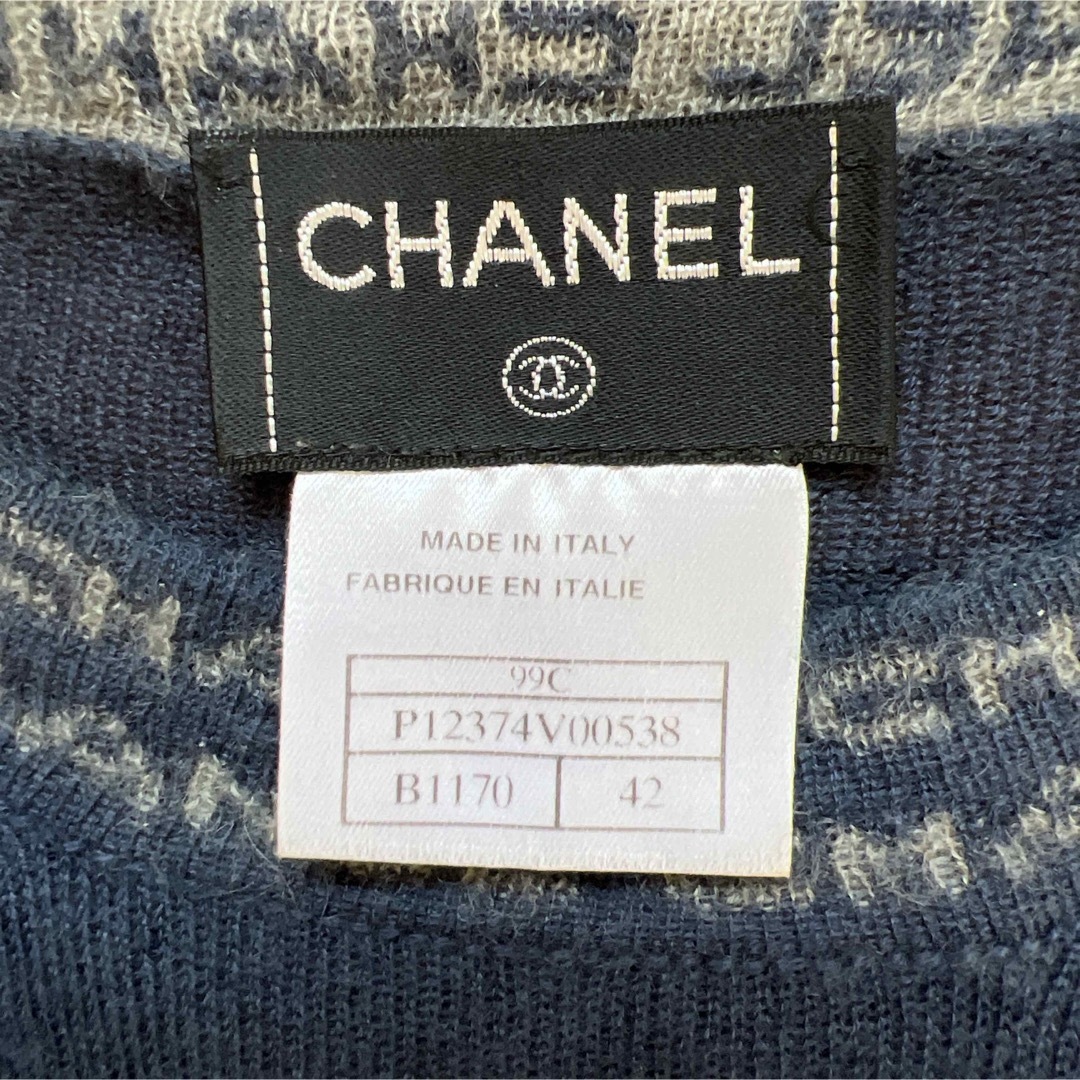 CHANEL
MADE IN ITALY
FABRIQUE EN ITALIE
99C
P12374V00538
B1170 42